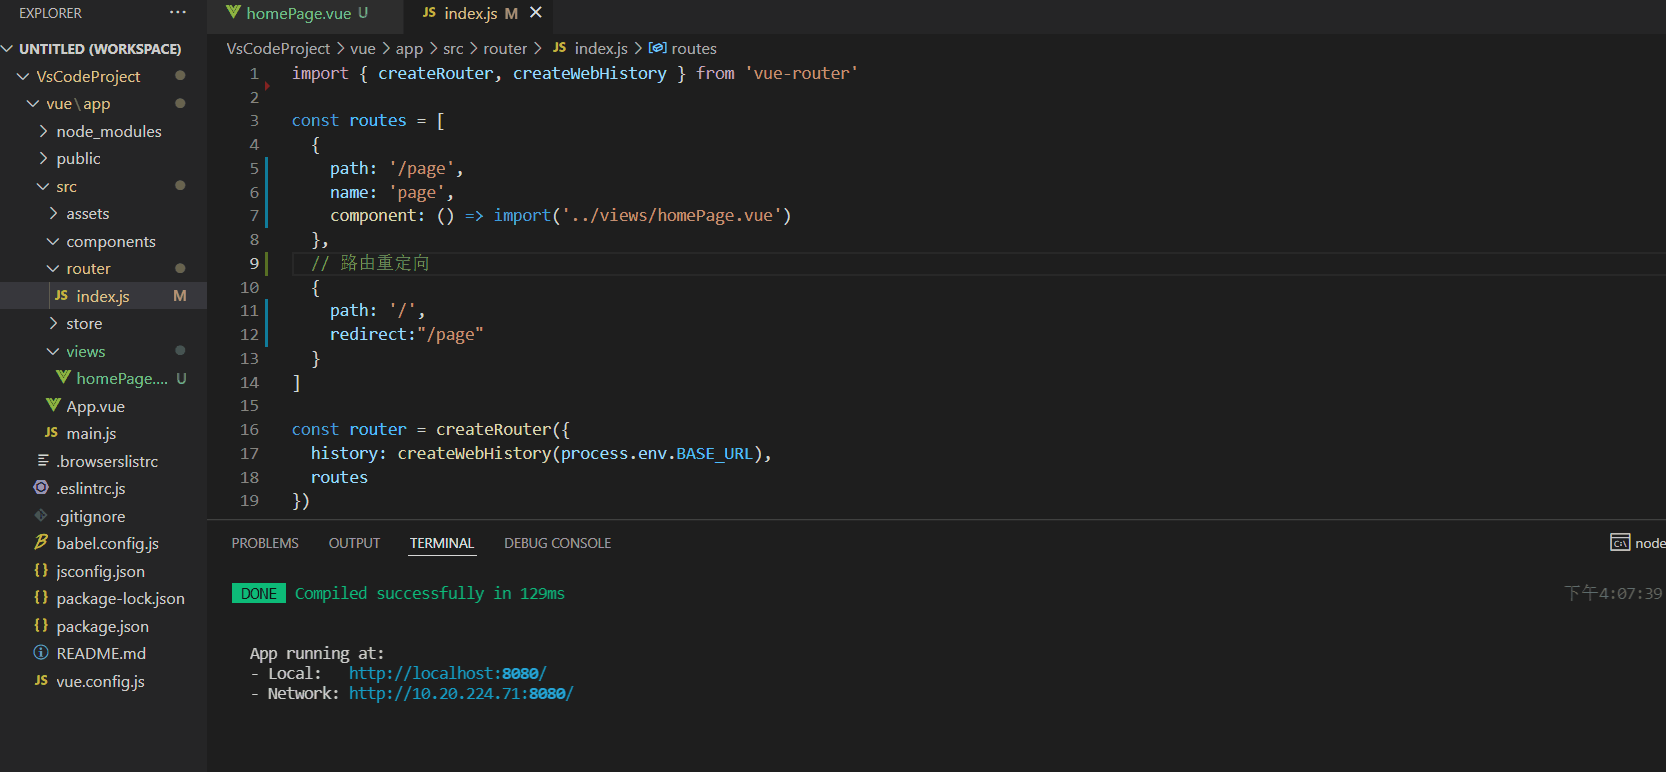 EXPLORER ···
UNTITLED (WORKSPACE)
VsCodeProject
vue\app
node_modules
public
src
assets
components
router
JS index.js M
store
views
homePage.... U
App.vue
JS main.js
.browserslistrc
.eslintrc.js
.gitignore
babel.config.js
{} jsconfig.json
{} package-lock.json
{} package.json
README.md
JS vue.config.js
homePage.vue U
JS index.js M
VsCodeProject > vue > app > src > router > JS index.js > routes
1 import { createRouter, createWebHistory } from 'vue-router'
2
3 const routes = [
4 {
5 path: '/page',
6 name: 'page',
7 component: () => import('../views/homePage.vue')
8 },
9 // 路由重定向
10 {
11 path: '/',
12 redirect:"/page"
13 }
14 ]
15
16 const router = createRouter({
17 history: createWebHistory(process.env.BASE_URL),
18 routes
19 })
PROBLEMS OUTPUT TERMINAL DEBUG CONSOLE node
DONE Compiled successfully in 129ms 下午4:07:39
App running at:
- Local: http://localhost:8080/
- Network: http://10.20.224.71:8080/